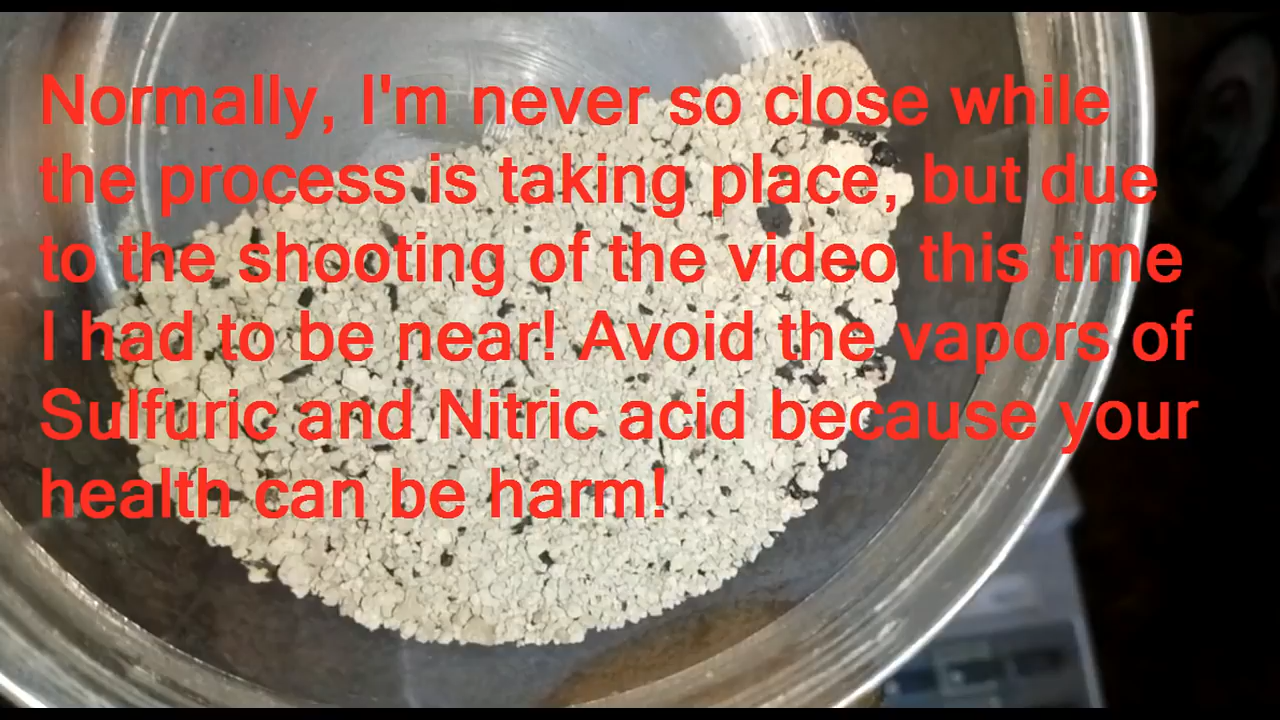 Normally, I'm never so close while
the process is taking place, but due
to the shooting of the video this time
I had to be near! Avoid the vapors of
Sulfuric and Nitric acid because your
health can be harm!